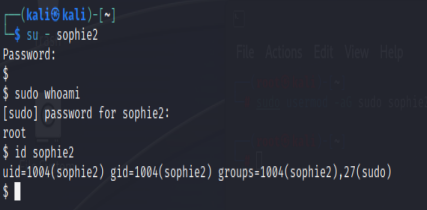 ┌──(kali㉿kali)-[~]
└─$ su - sophie2
Password:
$
$ sudo whoami
[sudo] password for sophie2:
root
$ id sophie2
uid=1004(sophie2) gid=1004(sophie2) groups=1004(sophie2),27(sudo)
$
File Actions Edit View Help